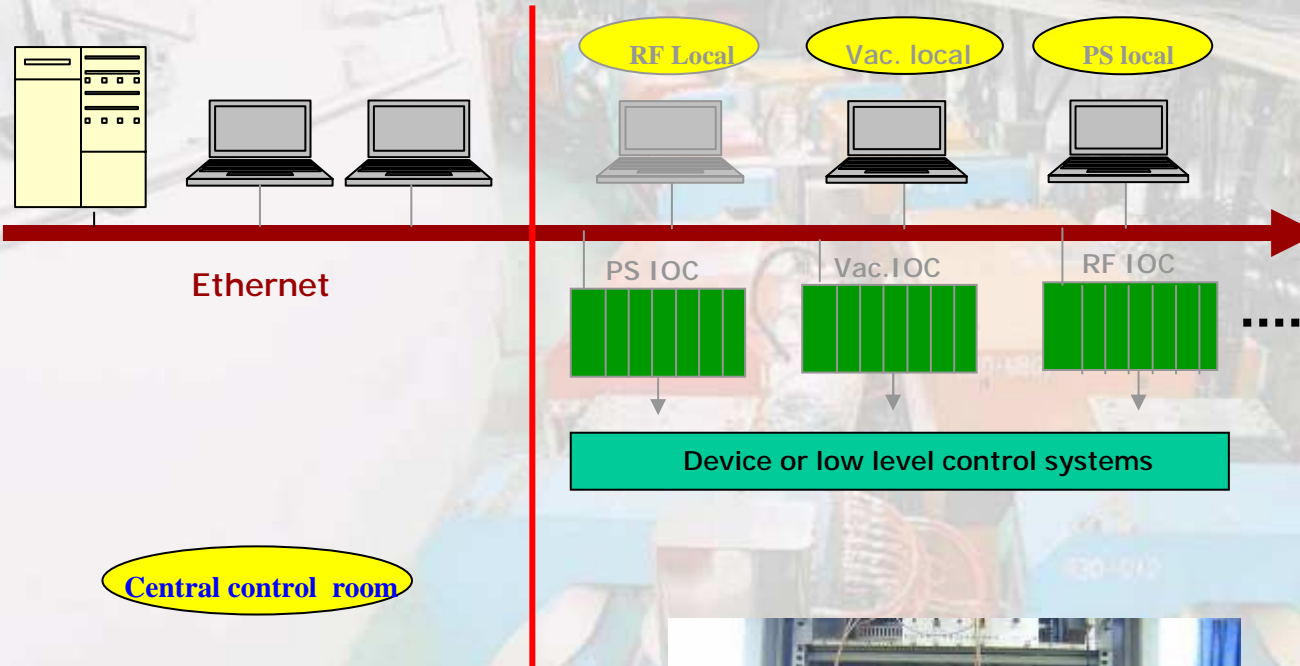 RF Local
Vac. local
PS local
Ethernet
PS IOC
Vac.IOC
RF IOC
Device or low level control systems
Central control room